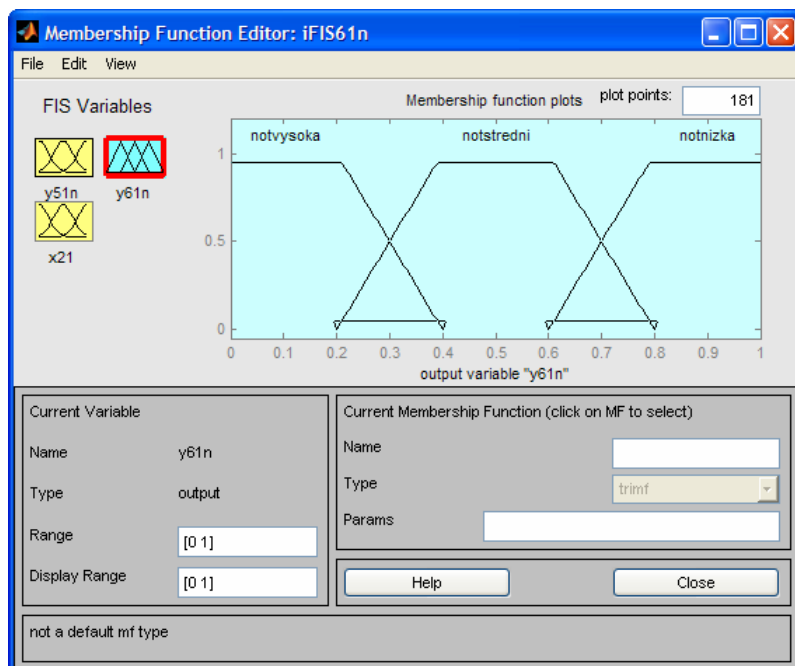 Membership Function Editor: iFIS61n
File Edit View
FIS Variables
y51n y61n
x21
Membership function plots plot points: 181
notvysoka notstredni notnizka
1
0.5
0
0 0.1 0.2 0.3 0.4 0.5 0.6 0.7 0.8 0.9 1
output variable "y61n"
Current Variable
Name y61n
Type output
Range [0 1]
Display Range [0 1]
Current Membership Function (click on MF to select)
Name
Type trimf
Params
Help Close
not a default mf type